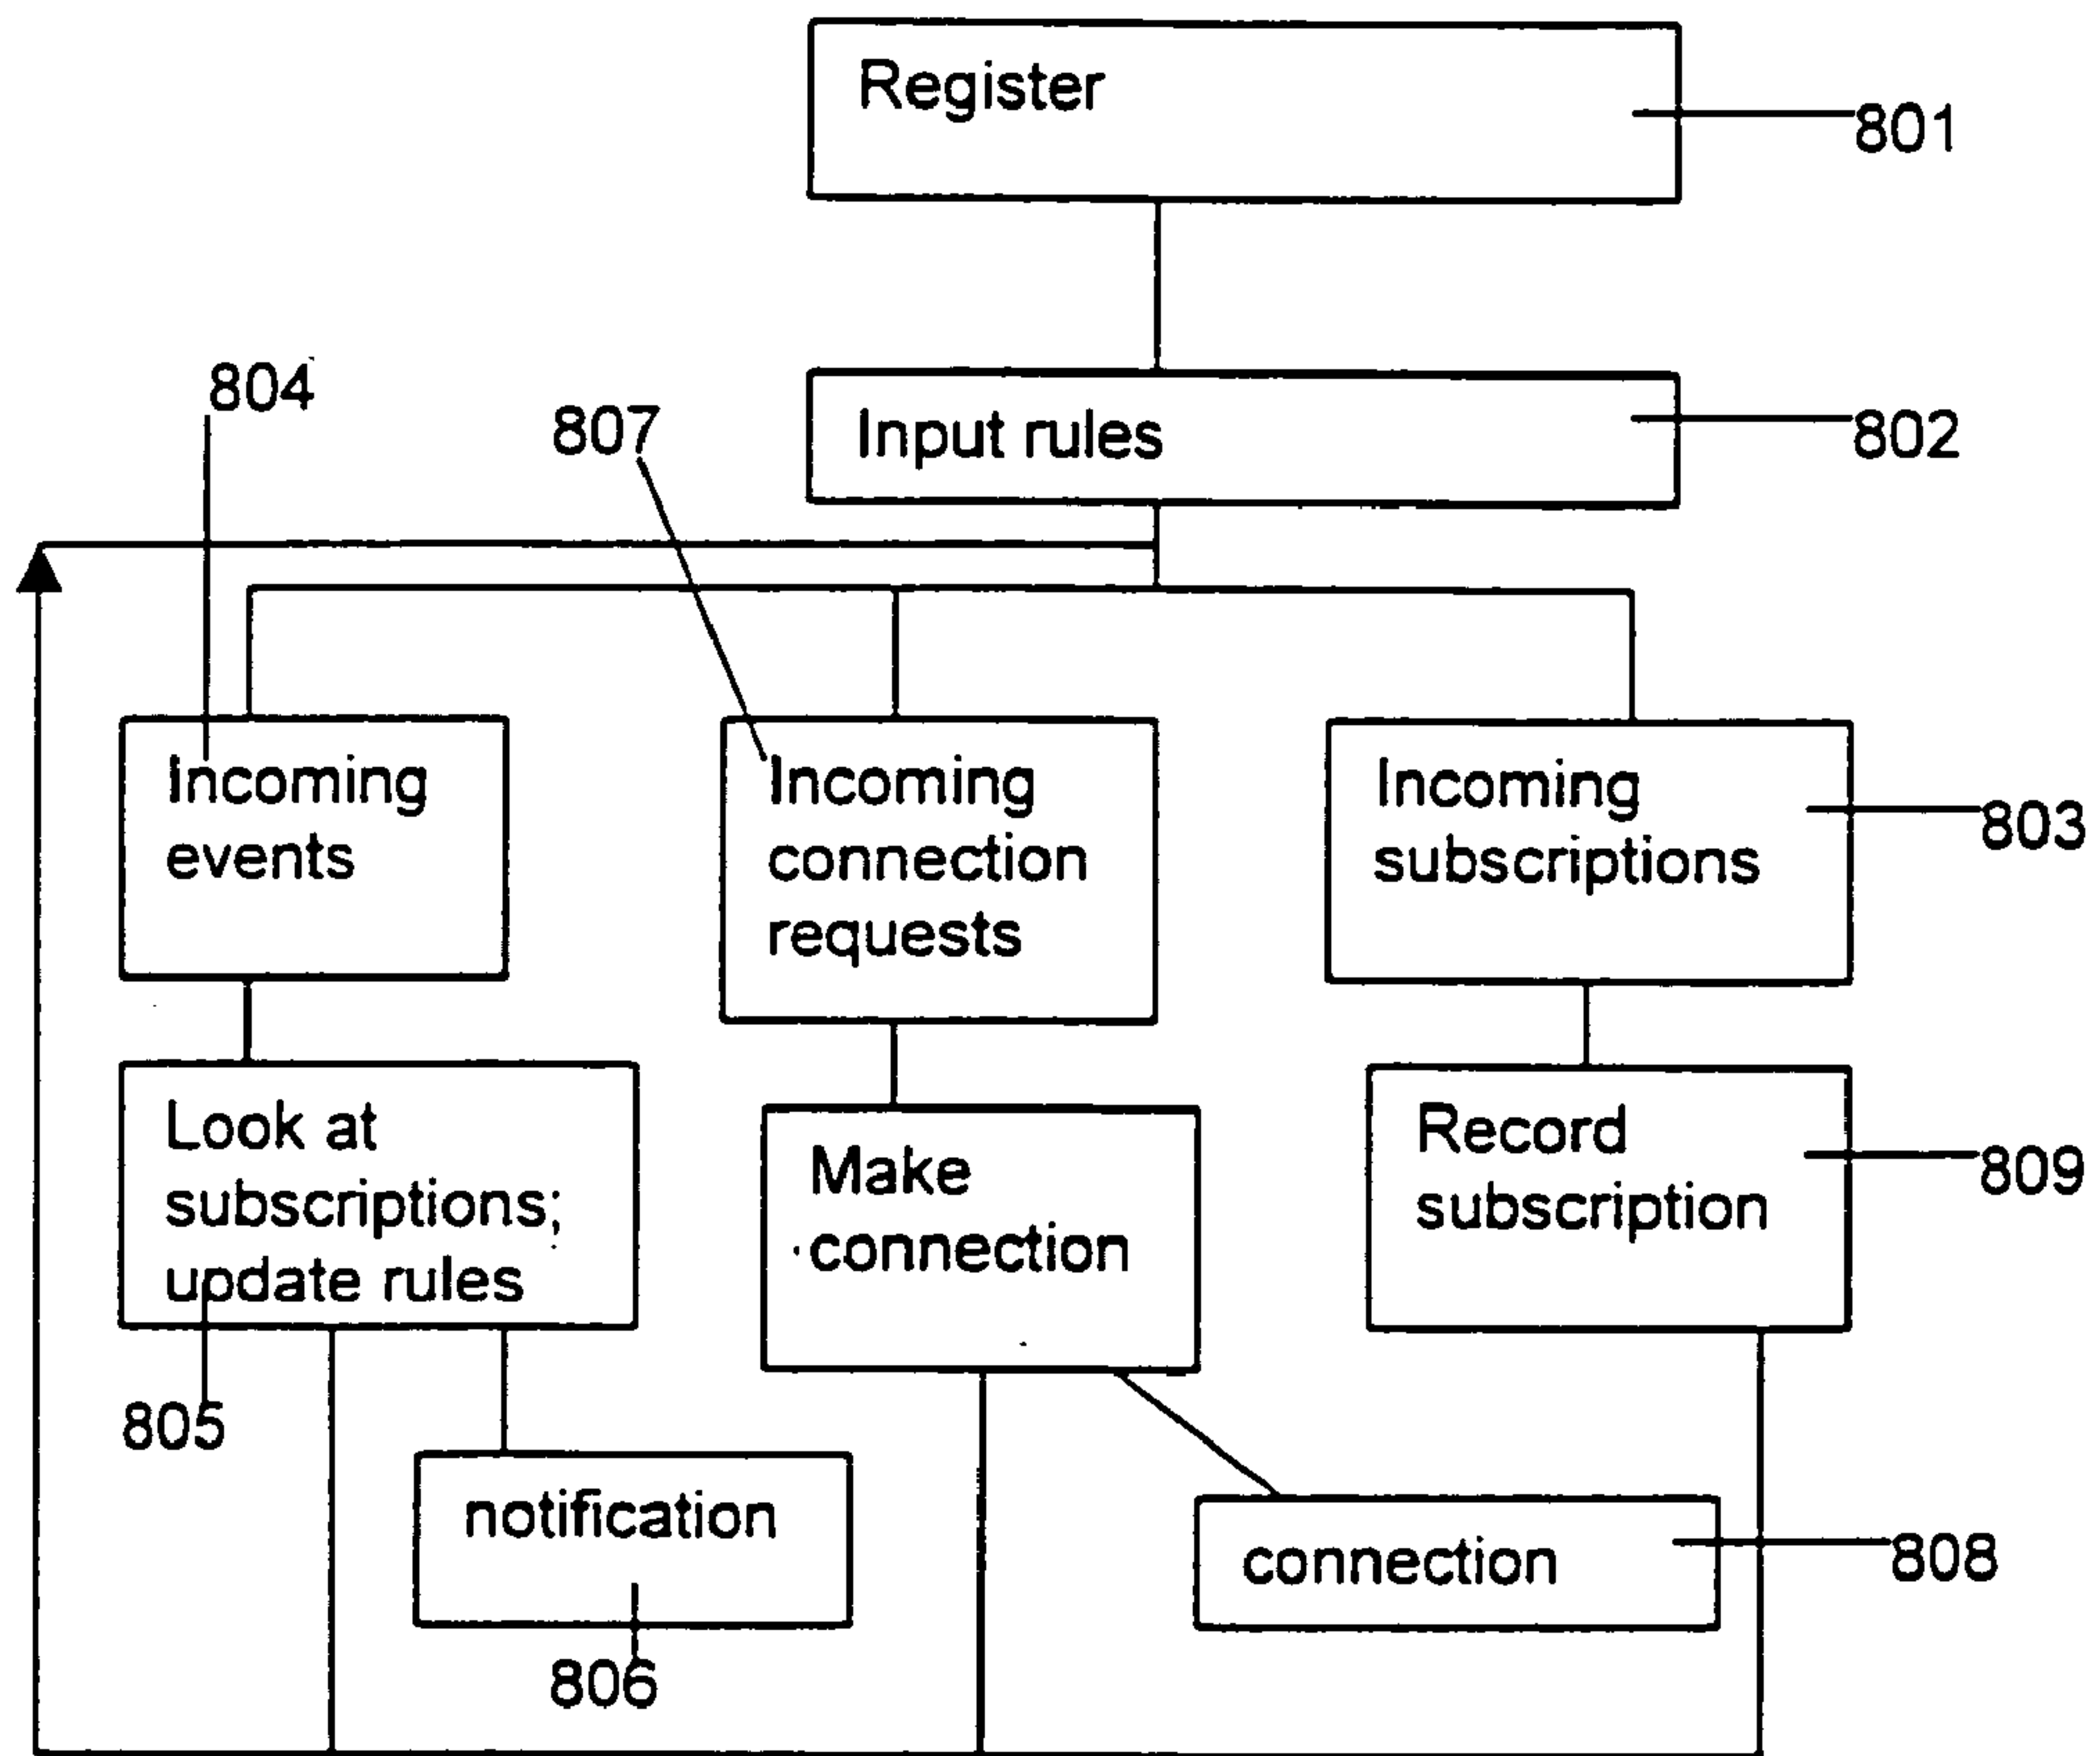 Register
801
804
807
Input rules
802
Incoming
events
Incoming
connection
requests
Incoming
subscriptions
803
Look at
subscriptions;
update rules
805
Make
connection
Record
subscription
809
notification
806
connection
808